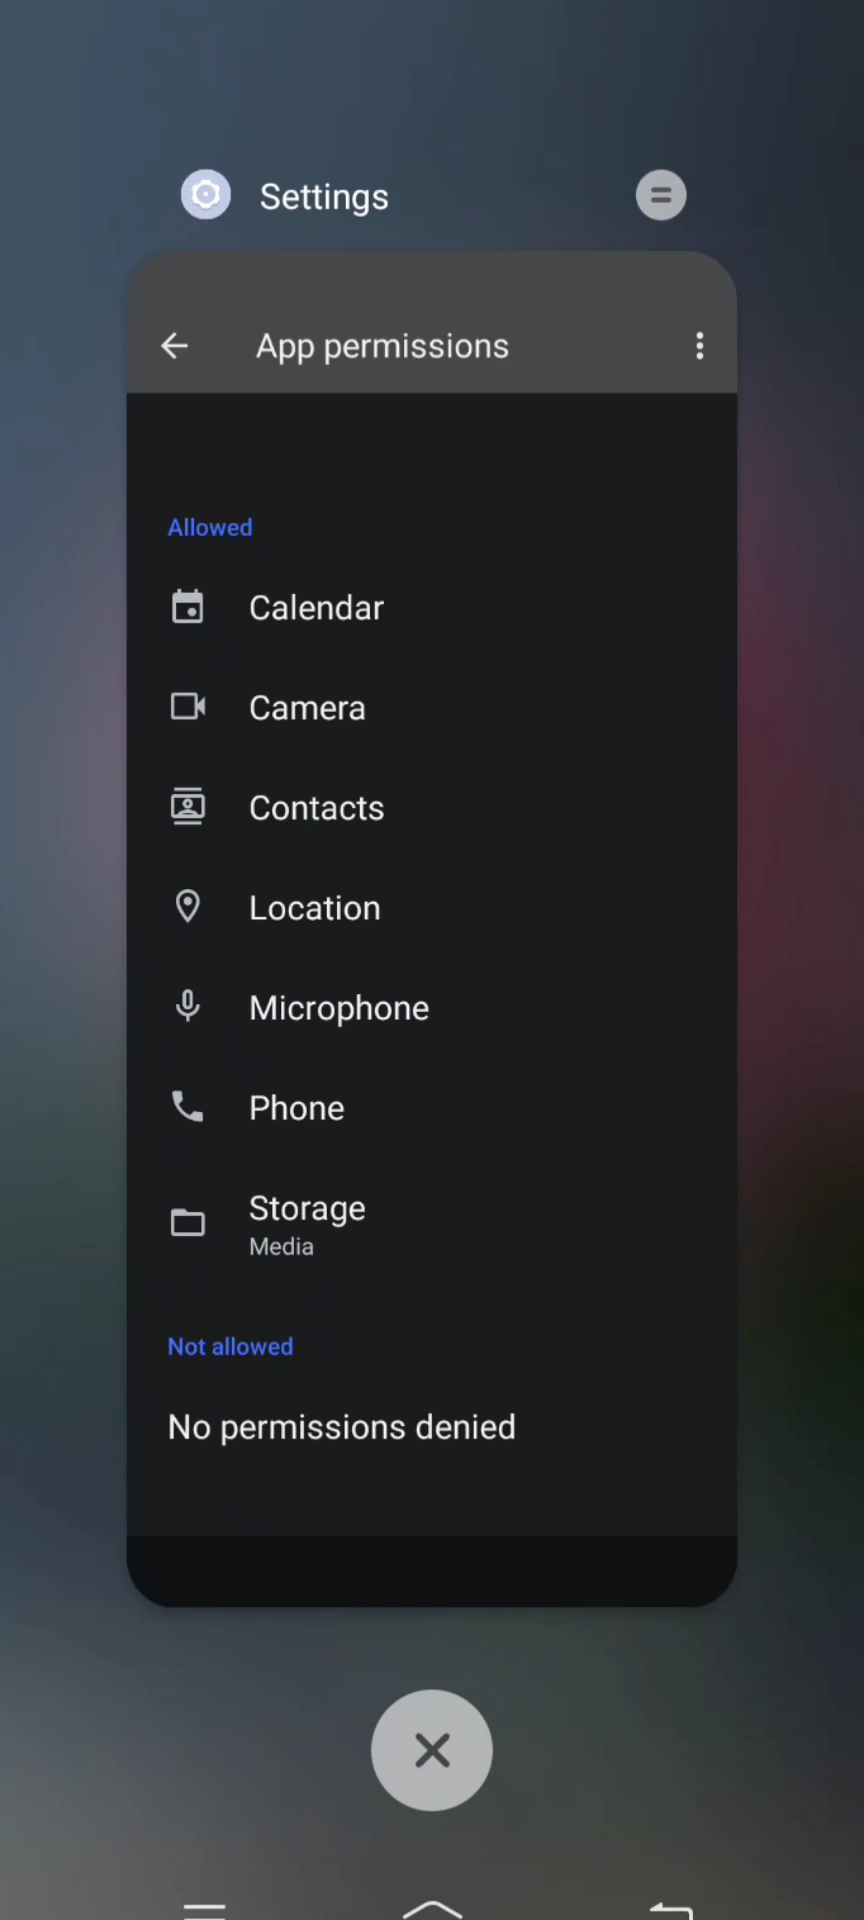 Settings
App permissions
Allowed
Calendar
Camera
Contacts
Location
Microphone
Phone
Storage
Media
Not allowed
No permissions denied